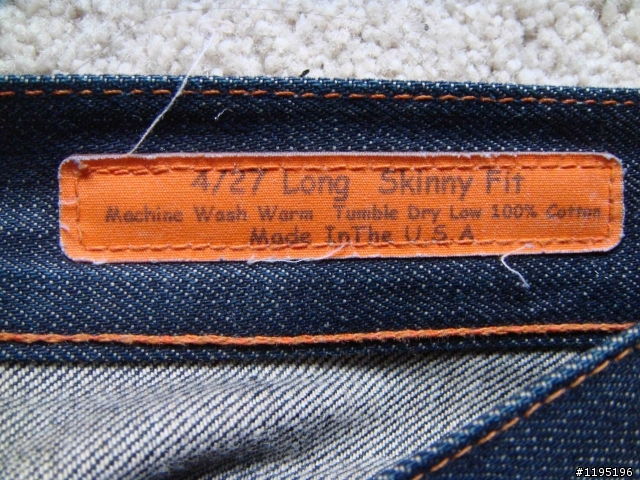 4/27 Long Skinny Fit
Machine Wash Warm Tumble Dry Low 100% Cotton
Made InThe U.S.A
#1195196